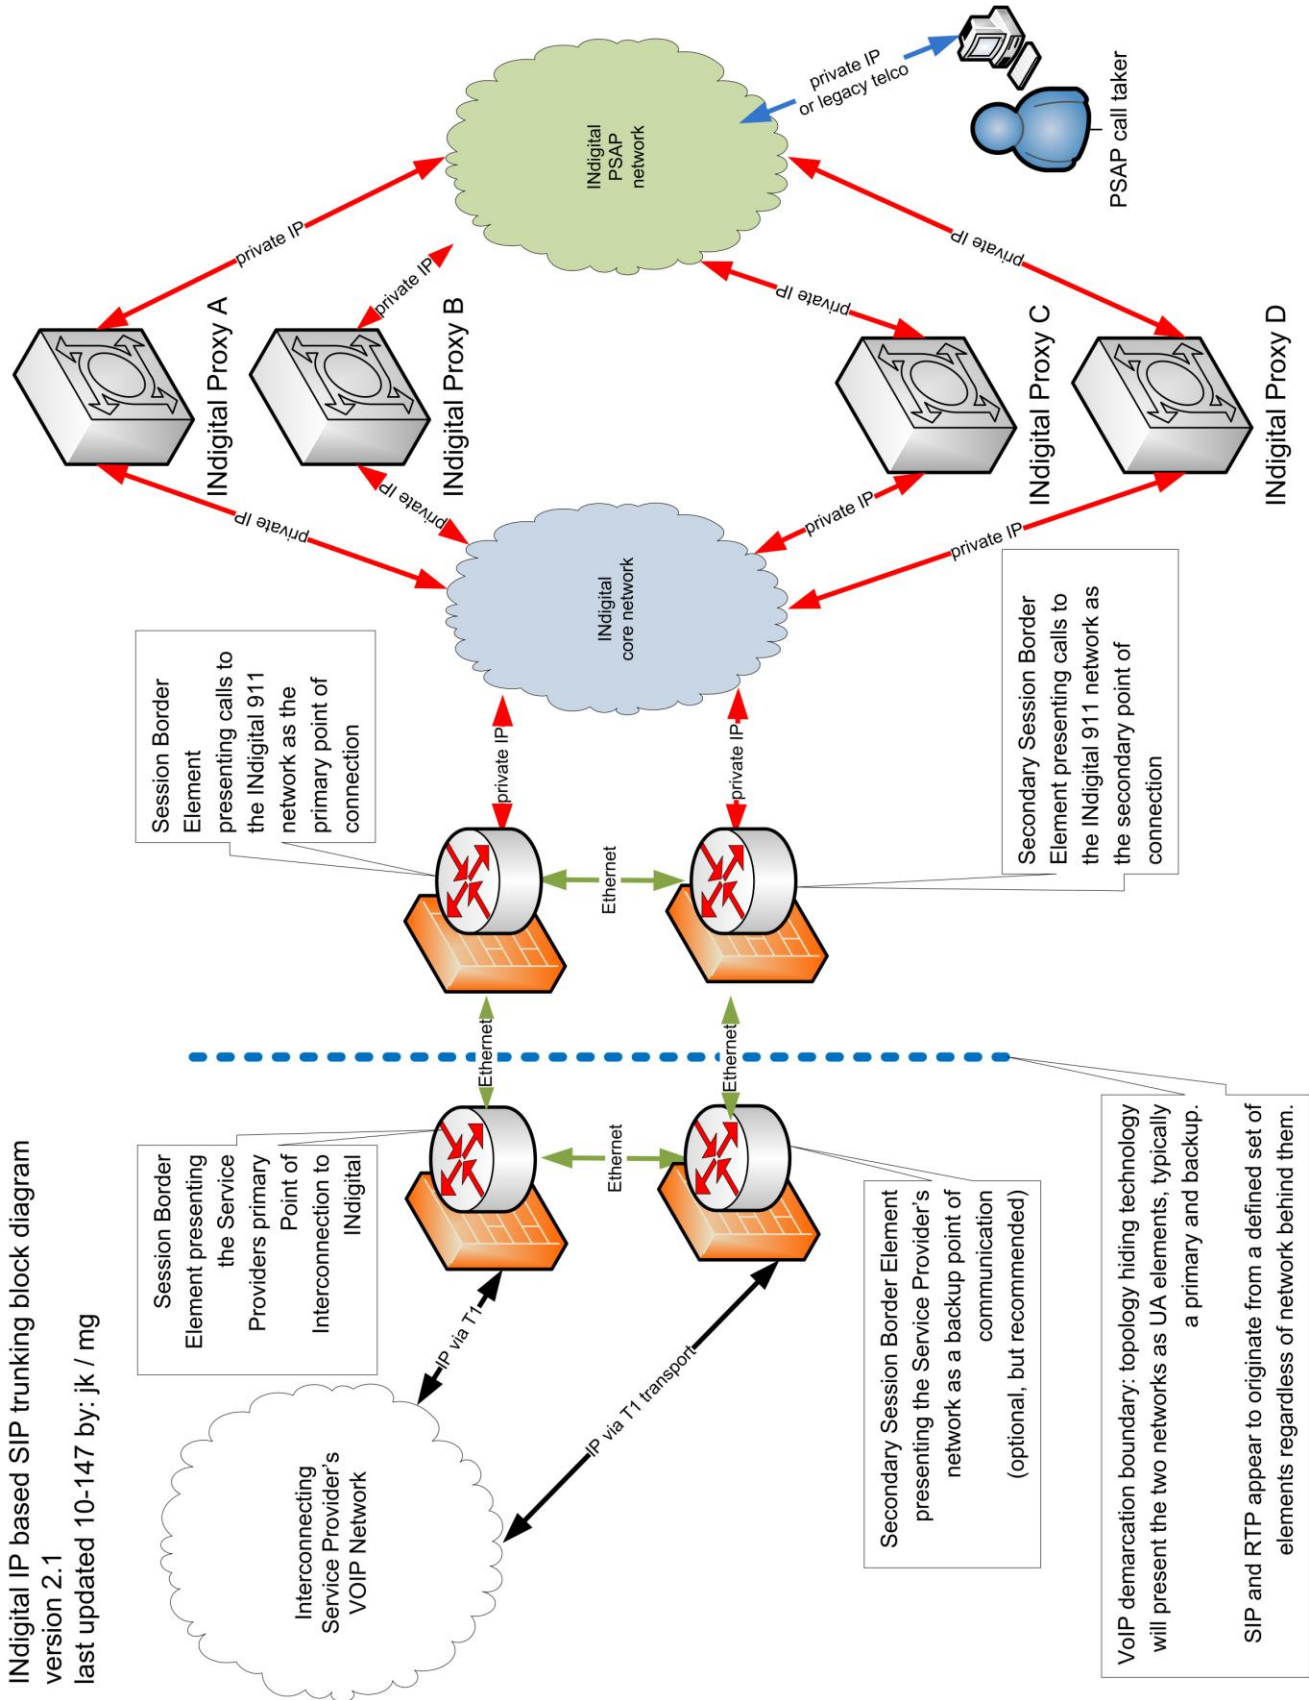 INdigital IP based SIP trunking block diagram
version 2.1
last updated 10-147 by: jk / mg
Interconnecting
Service Provider's
VOIP Network
IP via T1
IP via T1 transport
Session Border
Element presenting
the Service
Providers primary
Point of
Interconnection to
INdigital
Ethernet
Secondary Session Border Element
presenting the Service Provider's
network as a backup point of
communication
(optional, but recommended)
Ethernet
Ethernet
VoIP demarcation boundary: topology hiding technology
will present the two networks as UA elements, typically
a primary and backup.
SIP and RTP appear to originate from a defined set of
elements regardless of network behind them.
Session Border
Element
presenting calls to
the INdigital 911
network as the
primary point of
connection
Ethernet
Secondary Session Border
Element presenting calls to
the INdigital 911 network as
the secondary point of
connection
private IP
private IP
INdigital
core network
private IP
private IP
private IP
private IP
INdigital Proxy A
INdigital Proxy B
INdigital Proxy C
INdigital Proxy D
private IP
private IP
private IP
private IP
INdigital
PSAP
network
private IP
or legacy telco
PSAP call taker